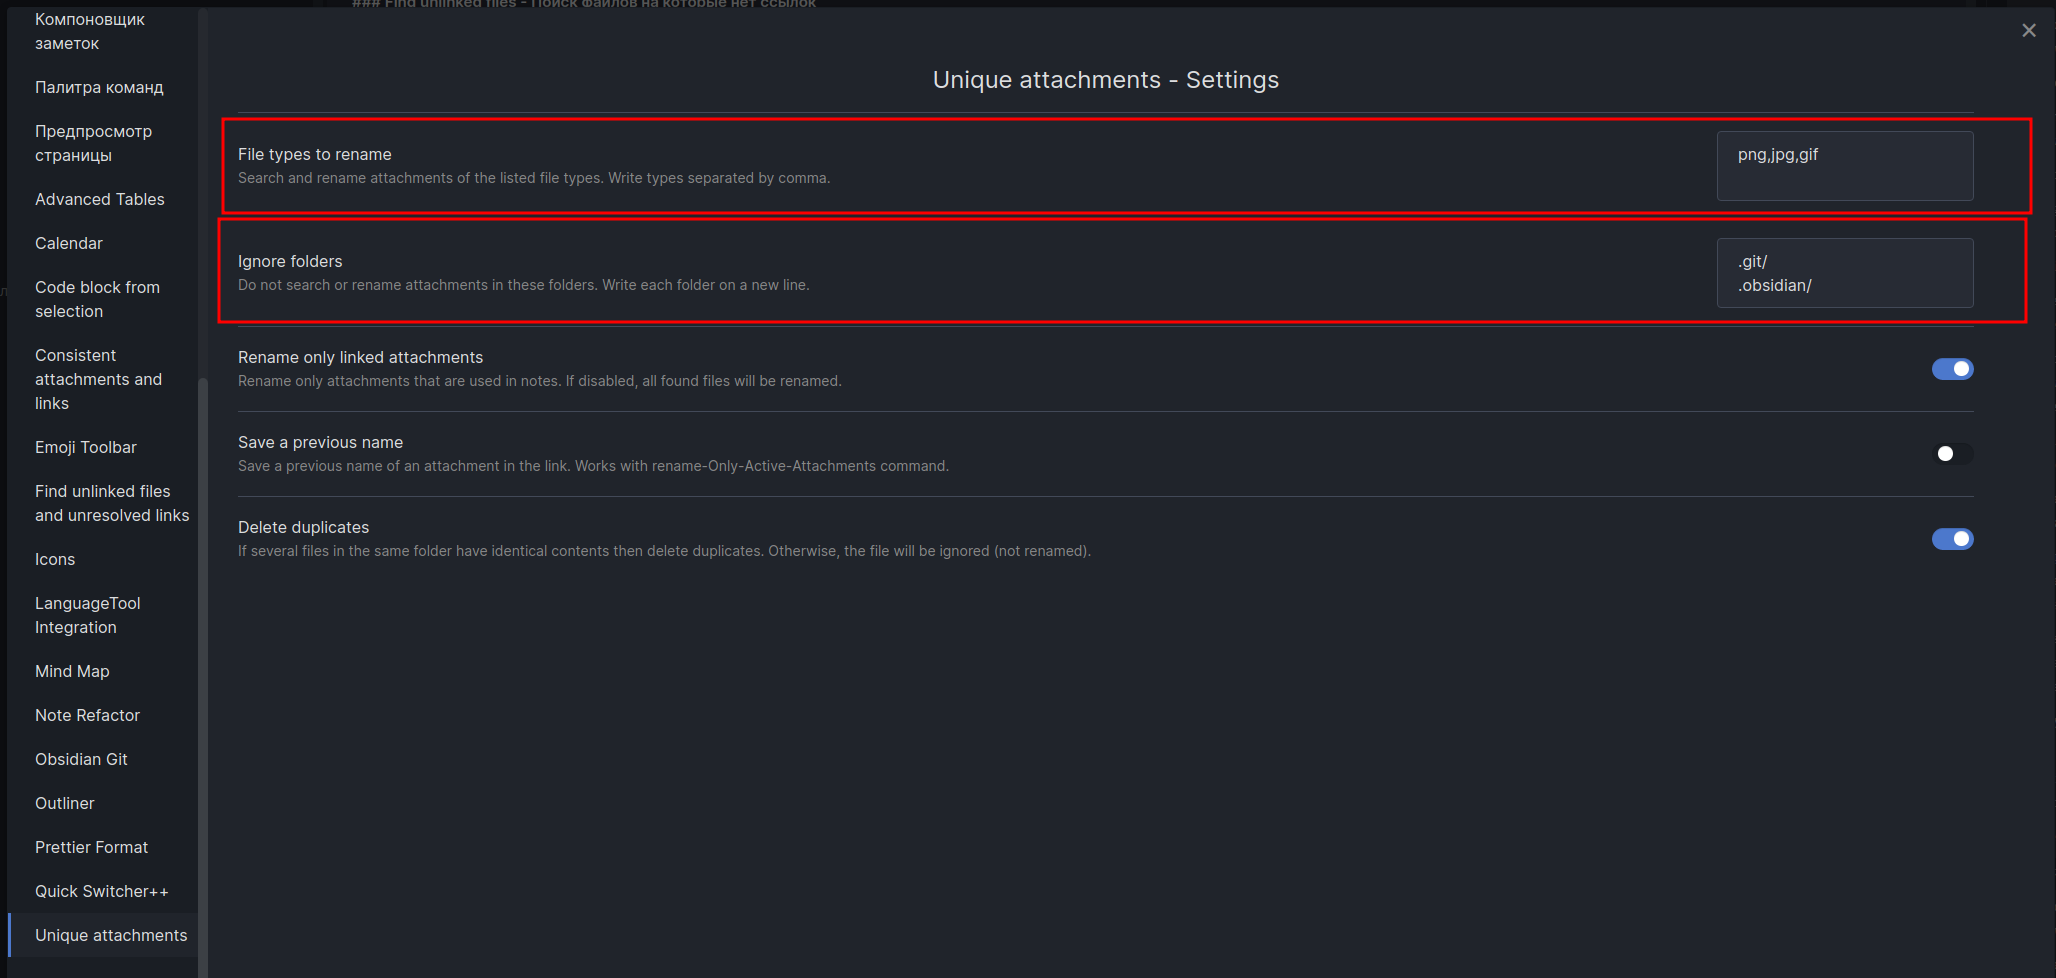 ### Find unlinked files - Поиск файлов на которые нет ссылок
Компоновщик
заметок
Палитра команд
Предпросмотр
страницы
Advanced Tables
Calendar
Code block from
selection
Consistent
attachments and
links
Emoji Toolbar
Find unlinked files
and unresolved links
Icons
LanguageTool
Integration
Mind Map
Note Refactor
Obsidian Git
Outliner
Prettier Format
Quick Switcher++
Unique attachments
Unique attachments - Settings
File types to rename
Search and rename attachments of the listed file types. Write types separated by comma.
png,jpg,gif
Ignore folders
Do not search or rename attachments in these folders. Write each folder on a new line.
.git/
.obsidian/
Rename only linked attachments
Rename only attachments that are used in notes. If disabled, all found files will be renamed.
Save a previous name
Save a previous name of an attachment in the link. Works with rename-Only-Active-Attachments command.
Delete duplicates
If several files in the same folder have identical contents then delete duplicates. Otherwise, the file will be ignored (not renamed).